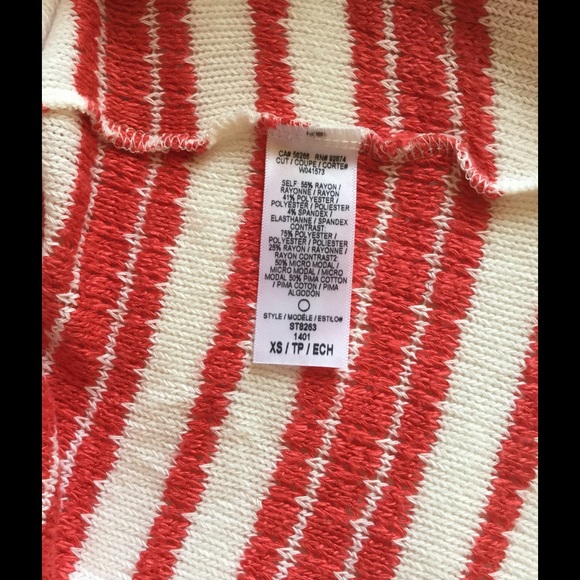 CA# 56266 RN# 92874
CUT / COUPE / CORTE#
W041573
SELF: 55% RAYON /
RAYONNE / RAYON
41% POLYESTER /
POLYESTER / POLIESTER
4% SPANDEX /
ELASTHANNE / SPANDEX
CONTRAST:
75% POLYESTER /
POLYESTER / POLIESTER
25% RAYON / RAYONNE /
RAYON CONTRAST2:
50% MICRO MODAL /
MICRO MODAL / MICRO
MODAL 50% PIMA COTTON
/ PIMA COTON / PIMA
ALGODON
STYLE / MODÈLE / ESTILO#
ST8263
1401
XS / TP / ECH